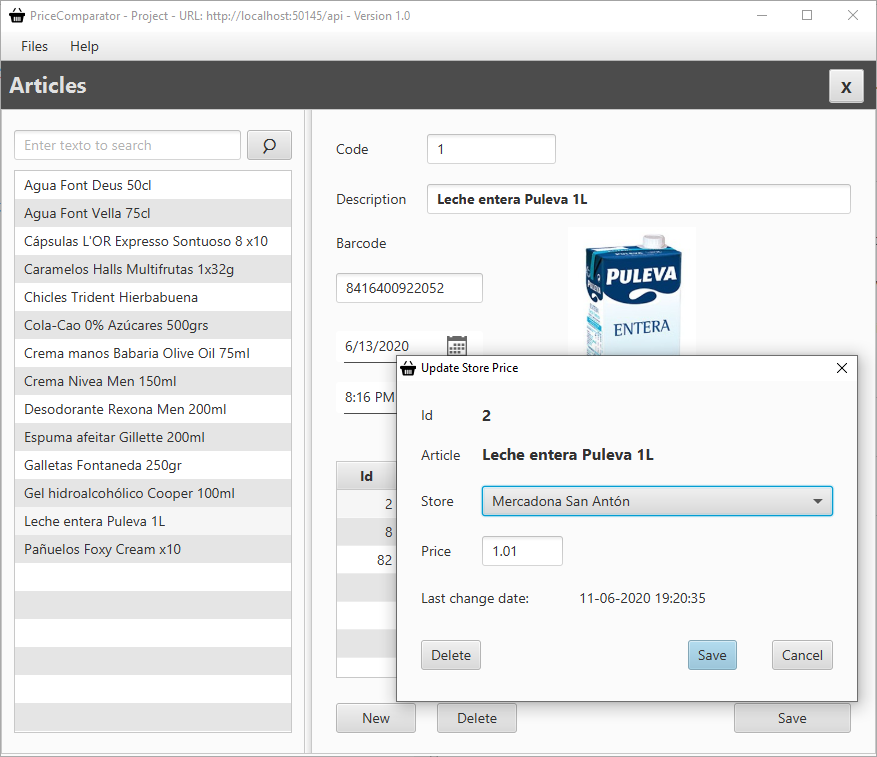 PriceComparator - Project - URL: http://localhost:50145/api - Version 1.0
Files Help
Articles
X
Enter texto to search
Agua Font Deus 50cl
Agua Font Vella 75cl
Cápsulas L'OR Expresso Sontuoso 8 x10
Caramelos Halls Multifrutas 1x32g
Chicles Trident Hierbabuena
Cola-Cao 0% Azúcares 500grs
Crema manos Babaria Olive Oil 75ml
Crema Nivea Men 150ml
Desodorante Rexona Men 200ml
Espuma afeitar Gillette 200ml
Galletas Fontaneda 250gr
Gel hidroalcohólico Cooper 100ml
Leche entera Puleva 1L
Pañuelos Foxy Cream x10
Code 1
Description Leche entera Puleva 1L
Barcode
8416400922052
PULEVA
ENTERA
6/13/2020
8:16 PM
Id
2
8
82
New Delete Save
Update Store Price
Id 2
Article Leche entera Puleva 1L
Store Mercadona San Antón
Price 1.01
Last change date: 11-06-2020 19:20:35
Delete Save Cancel